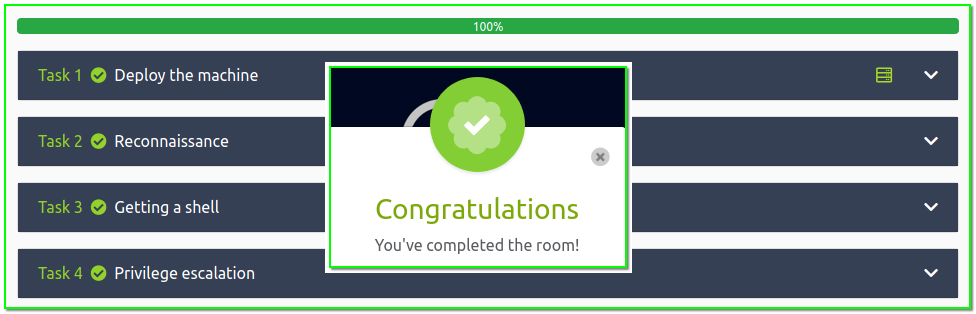 100%
Task 1 Deploy the machine
Task 2 Reconnaissance
Task 3 Getting a shell
Task 4 Privilege escalation
Congratulations
You've completed the room!